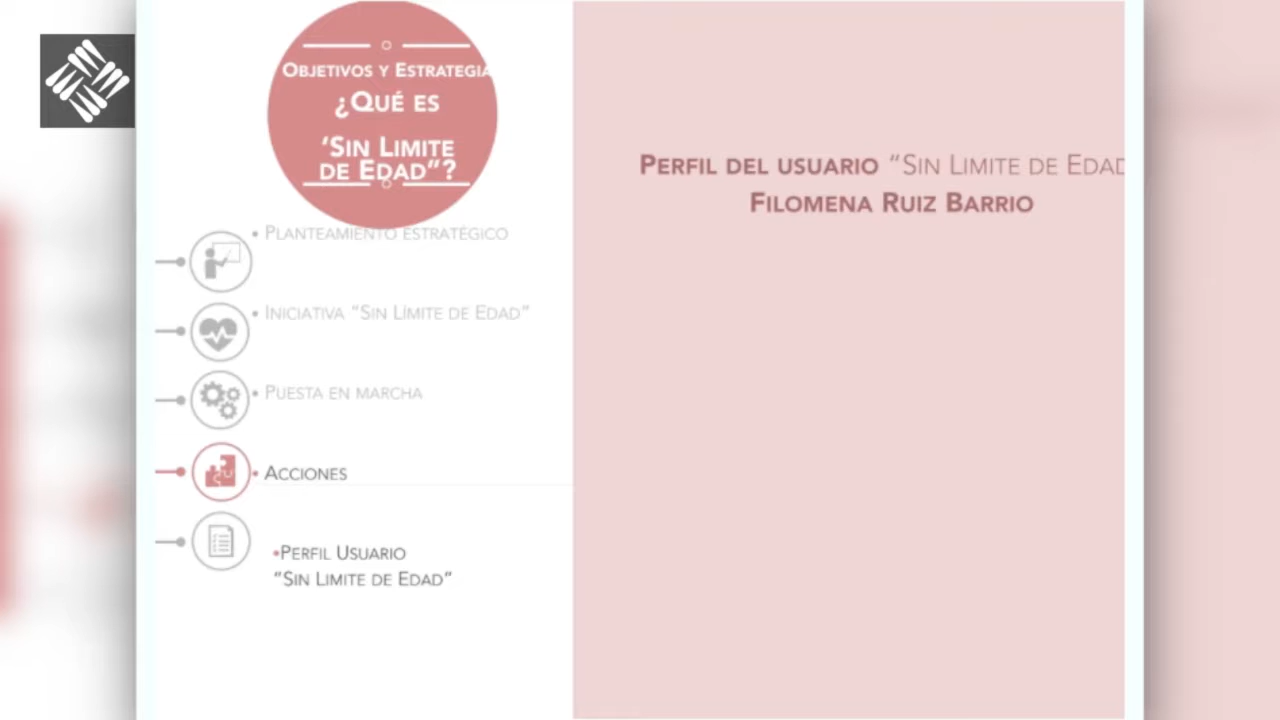 OBJETIVOS Y ESTRATEGIA
¿QUÉ ES
‘SIN LIMITE
DE EDAD”?
• PLANTEAMIENTO ESTRATÉGICO
• INICIATIVA “SIN LÍMITE DE EDAD”
• PUESTA EN MARCHA
• ACCIONES
•PERFIL USUARIO
“SIN LIMITE DE EDAD”
PERFIL DEL USUARIO “SIN LIMITE DE EDAD
FILOMENA RUIZ BARRIO